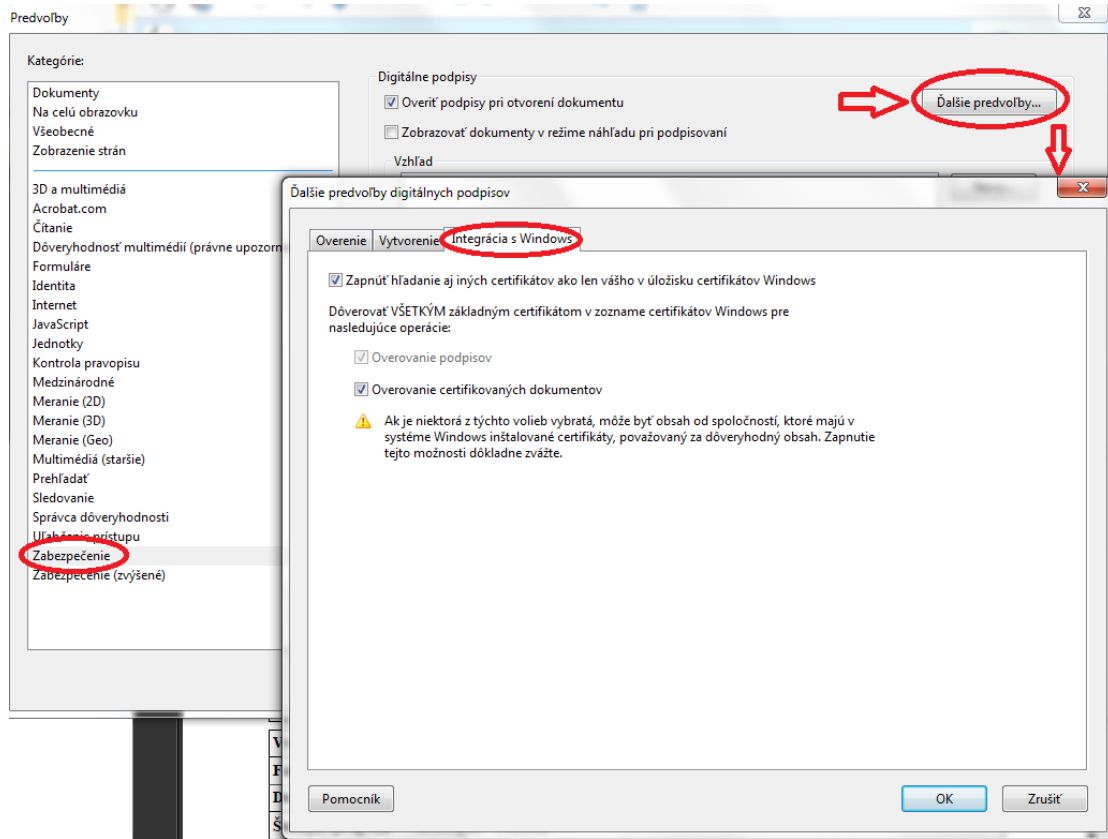 Predvoľby
Kategórie:
Dokumenty
Na celú obrazovku
Všeobecné
Zobrazenie strán
3D a multimédiá
Acrobat.com
Čítanie
Dôveryhodnosť multimédií (právne upozorn
Formuláre
Identita
Internet
JavaScript
Jednotky
Kontrola pravopisu
Medzinárodné
Meranie (2D)
Meranie (3D)
Meranie (Geo)
Multimédiá (staršie)
Prehľadať
Sledovanie
Správca dôveryhodnosti
Uľahčenie prístupu
Zabezpečenie
Zabezpečenie (zvýšené)
Digitálne podpisy
Overiť podpisy pri otvorení dokumentu
Ďalšie predvoľby...
Zobrazovať dokumenty v režime náhľadu pri podpisovaní
Vzhľad
Ďalšie predvoľby digitálnych podpisov
Overenie
Vytvorenie
Integrácia s Windows
Zapnúť hľadanie aj iných certifikátov ako len vášho v úložisku certifikátov Windows
Dôverovať VŠETKÝM základným certifikátom v zozname certifikátov Windows pre
nasledujúce operácie:
Overovanie podpisov
Overovanie certifikovaných dokumentov
Ak je niektorá z týchto volieb vybratá, môže byť obsah od spoločností, ktoré majú v
systéme Windows inštalované certifikáty, považovaný za dôveryhodný obsah. Zapnutie
tejto možnosti dôkladne zvážte.
Pomocník
OK
Zrušiť